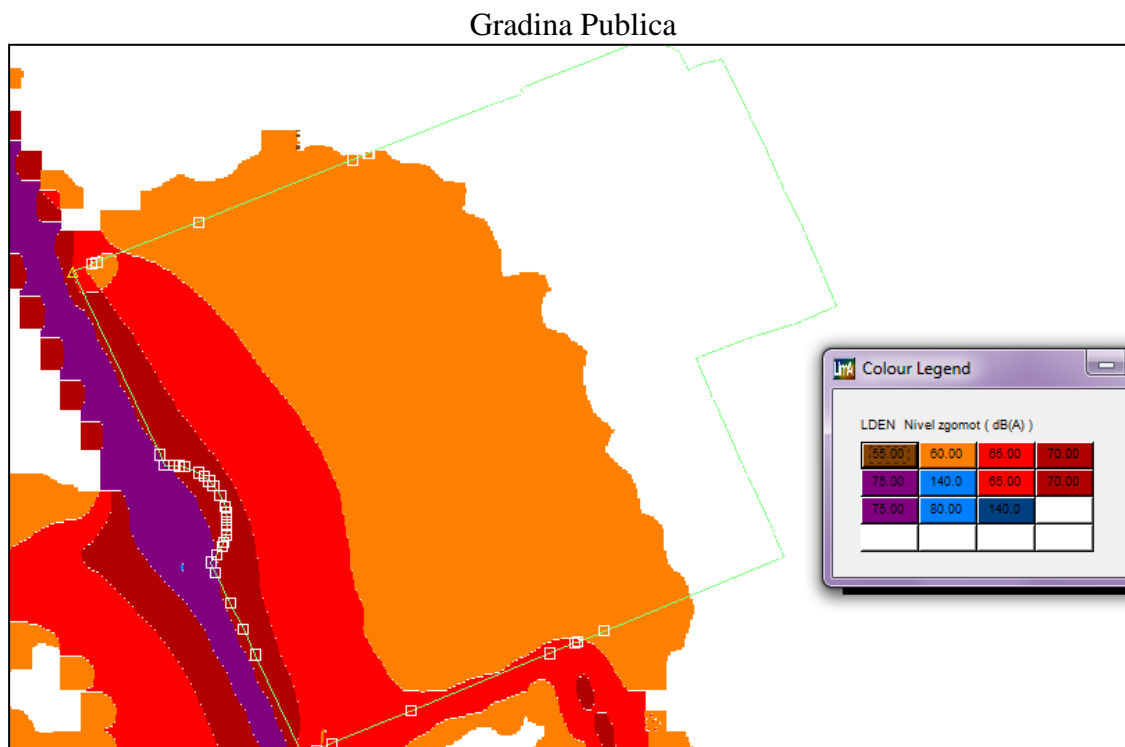 Gradina Publica
LimA Colour Legend
LDEN Nivel zgomot ( dB(A) )
55.00 60.00 65.00 70.00
75.00 140.0 65.00 70.00
75.00 80.00 140.0